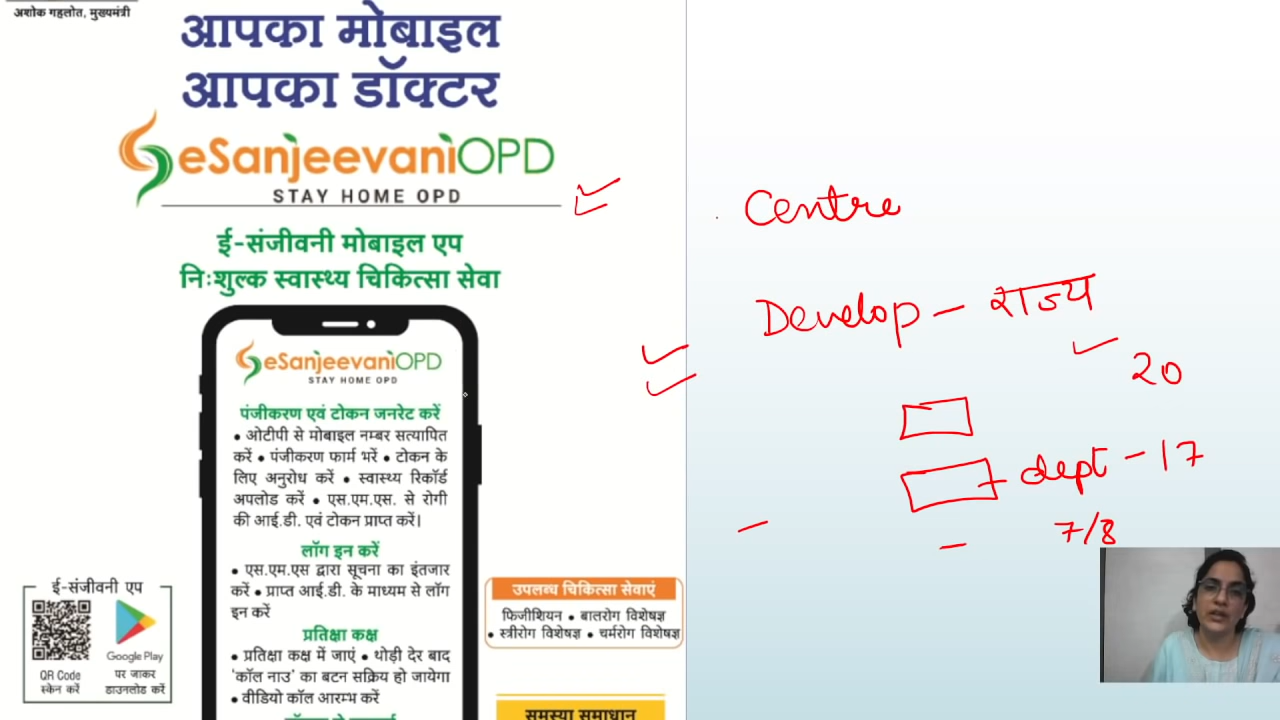 अशोक गहलोत, मुख्यमंत्री
आपका मोबाइल
आपका डॉक्टर
eSanjeevaniOPD
STAY HOME OPD
ई-संजीवनी मोबाइल एप
निःशुल्क स्वास्थ्य चिकित्सा सेवा
eSanjeevaniOPD
STAY HOME OPD
पंजीकरण एवं टोकन जनरेट करें
• ओटीपी से मोबाइल नम्बर सत्यापित
करें • पंजीकरण फार्म भरें • टोकन के
लिए अनुरोध करें • स्वास्थ्य रिकॉर्ड
अपलोड करें • एस.एम.एस. से रोगी
की आई.डी. एवं टोकन प्राप्त करें।
लॉग इन करें
• एस.एम.एस द्वारा सूचना का इंतजार
करें • प्राप्त आई.डी. के माध्यम से लॉग
इन करें
प्रतिक्षा कक्ष
• प्रतिक्षा कक्ष में जाएं • थोड़ी देर बाद
'कॉल नाउ' का बटन सक्रिय हो जायेगा
• वीडियो कॉल आरम्भ करें
ई-संजीवनी एप
QR Code
स्केन करें
Google Play
पर जाकर
डाउनलोड करें
उपलब्ध चिकित्सा सेवाएं
फिजीशियन • बालरोग विशेषज्ञ
• स्त्रीरोग विशेषज्ञ • चर्मरोग विशेषज्ञ
समस्या समाधान
Centre
Develop - राज्य
20
dept - 17
7/8